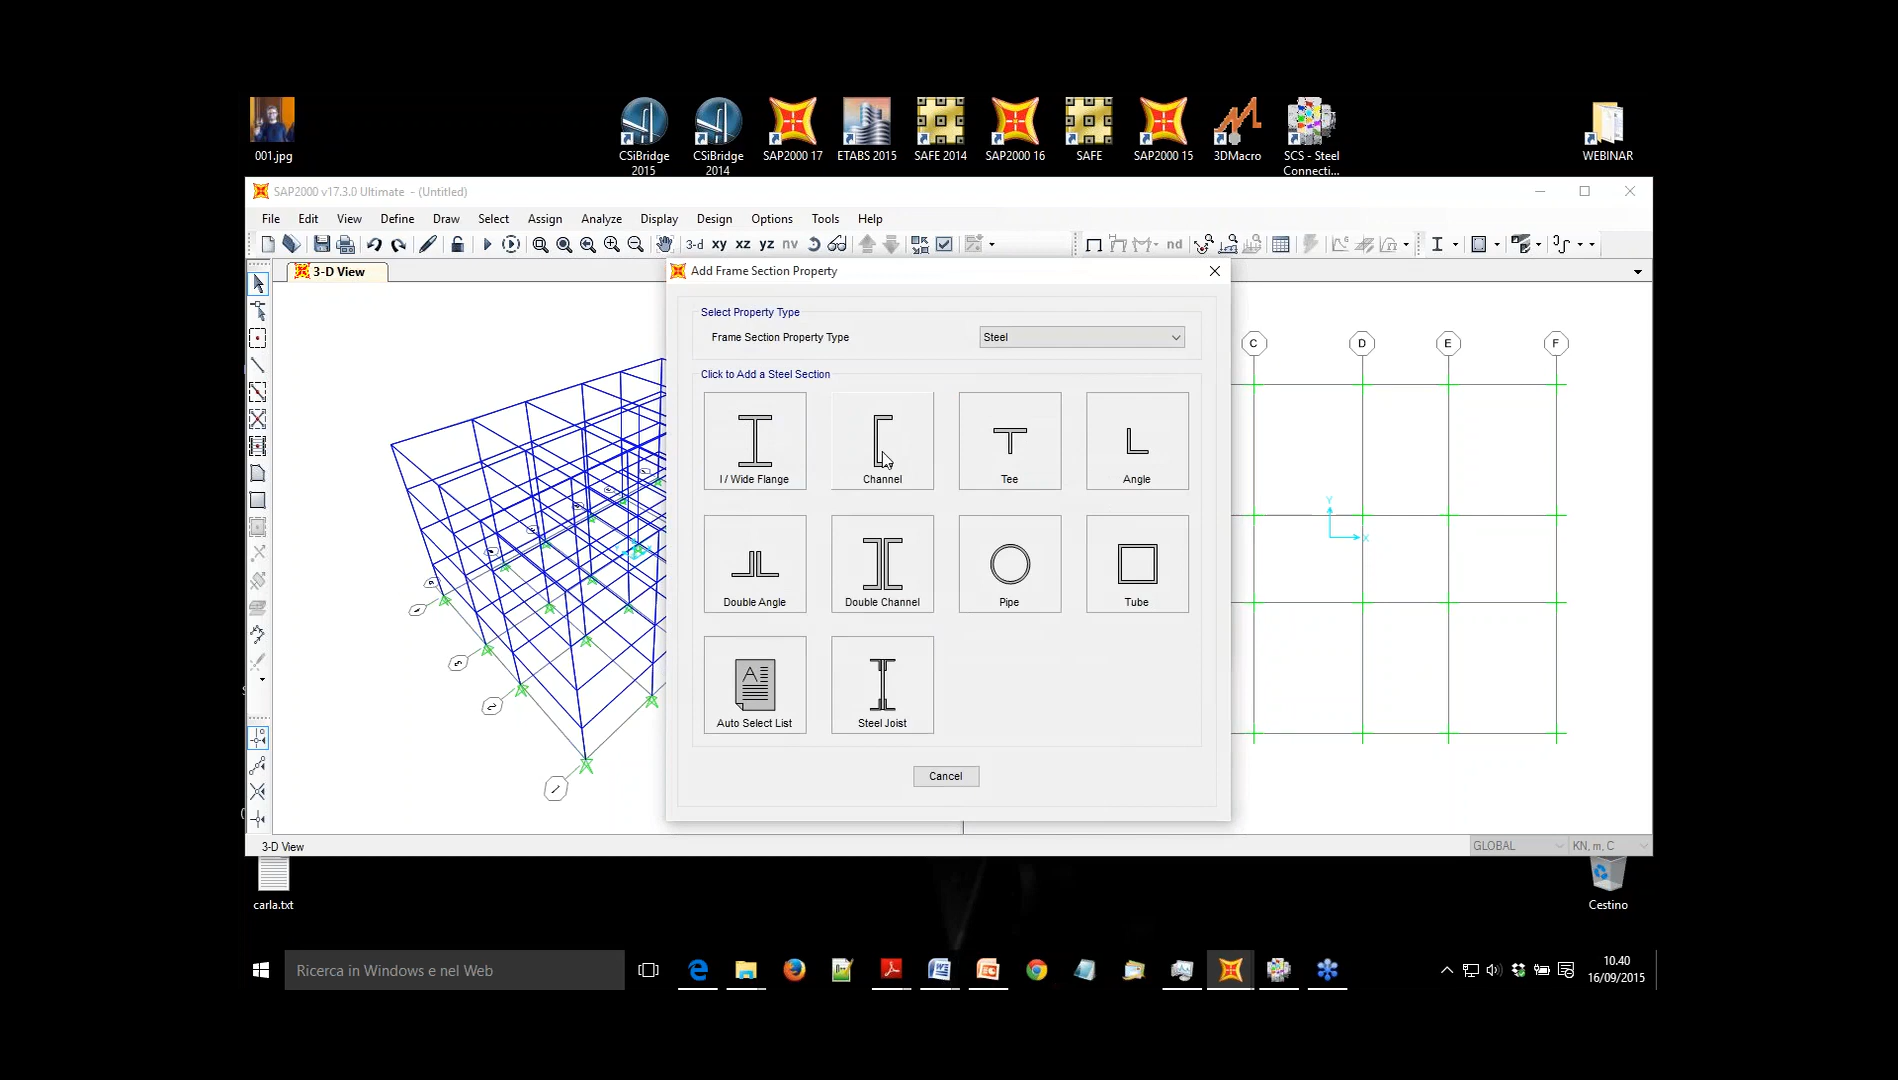 001.jpg
CSiBridge 2015
CSiBridge 2014
SAP2000 17
ETABS 2015
SAFE 2014
SAP2000 16
SAFE
SAP2000 15
3DMacro
SCS - Steel Connecti...
WEBINAR
SAP2000 v17.3.0 Ultimate - (Untitled)
File Edit View Define Draw Select Assign Analyze Display Design Options Tools Help
3-d xy xz yz nv
nd
3-D View
Add Frame Section Property
Select Property Type
Frame Section Property Type
Steel
Click to Add a Steel Section
I / Wide Flange
Channel
Tee
Angle
Double Angle
Double Channel
Pipe
Tube
Auto Select List
Steel Joist
Cancel
C D E F
Y
X
1
2
3-D View
GLOBAL
KN, m, C
carla.txt
Cestino
Ricerca in Windows e nel Web
10.40
16/09/2015